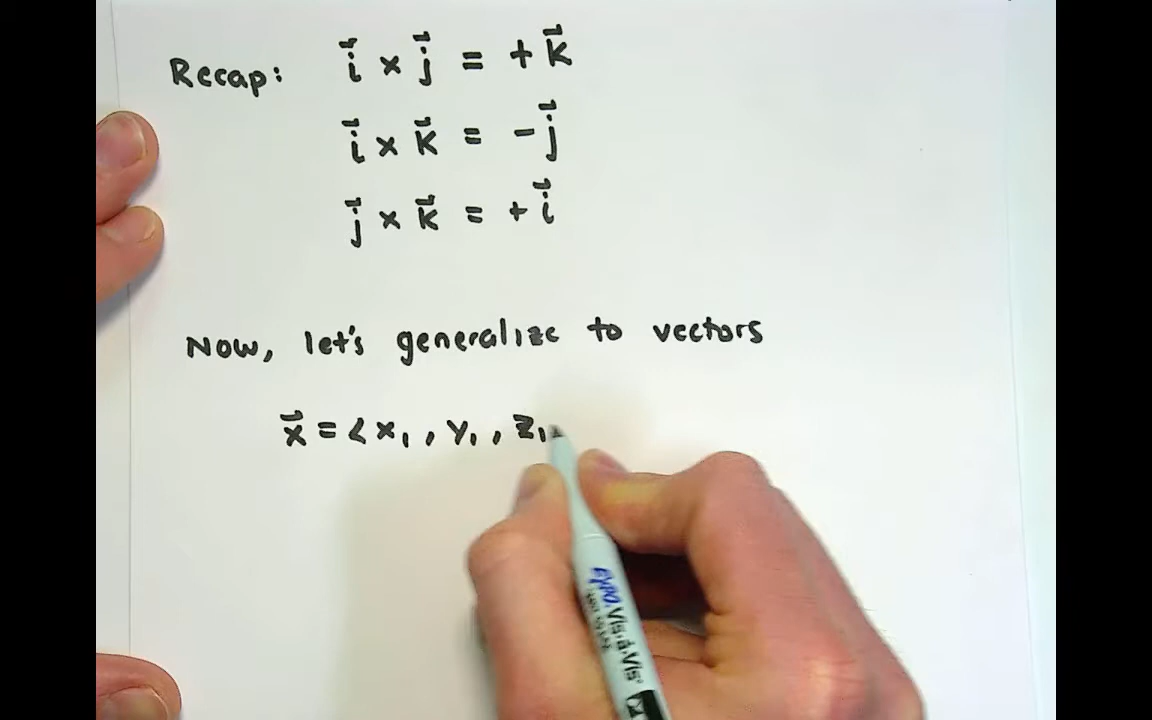 Recap: i⃗ × j⃗ = + k⃗
i⃗ × k⃗ = - j⃗
j⃗ × k⃗ = + i⃗
Now, let's generalize to vectors
x⃗ = < x₁ , y₁ , z₁
EXPO. Vis-à-Vis